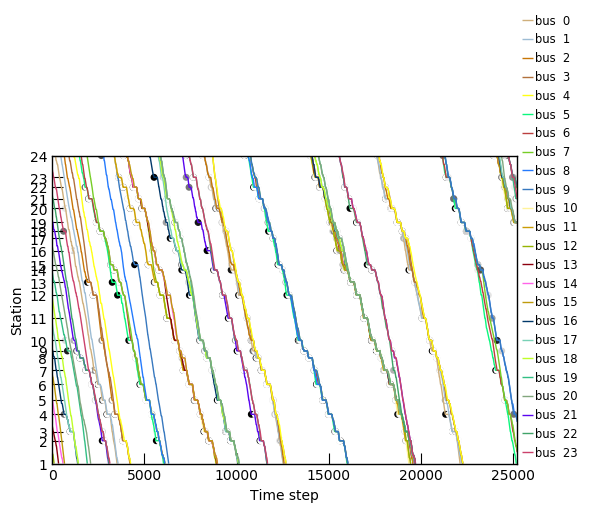 bus 0
bus 1
bus 2
bus 3
bus 4
bus 5
bus 6
bus 7
bus 8
bus 9
bus 10
bus 11
bus 12
bus 13
bus 14
bus 15
bus 16
bus 17
bus 18
bus 19
bus 20
bus 21
bus 22
bus 23
Station
24
23
22
21
20
19
18
17
16
15
14
13
12
11
10
9
8
7
6
5
4
3
2
1
0 5000 10000 15000 20000 25000
Time step